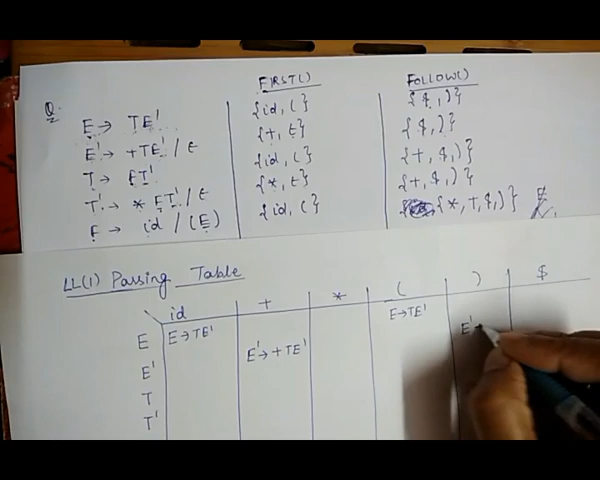 FIRST() FOLLOW()
Q. E → TE' {id, (} {$, )}
E' → +TE' / ε {+, ε} {$, )}
T → FT' {id, (} {+, $, )}
T' → * FT' / ε {*, ε} {+, $, )}
F → id / (E) {id, (} {*, +, $, )}
LL(1) Parsing Table
id + * ( ) $
E E→TE' E→TE'
E' E'→+TE' E'→
T
T'